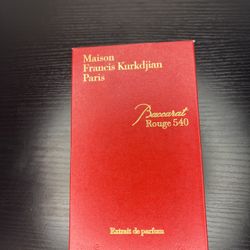 Maison
Francis Kurkdjian
Paris
Baccarat
Rouge 540
Extrait de parfum